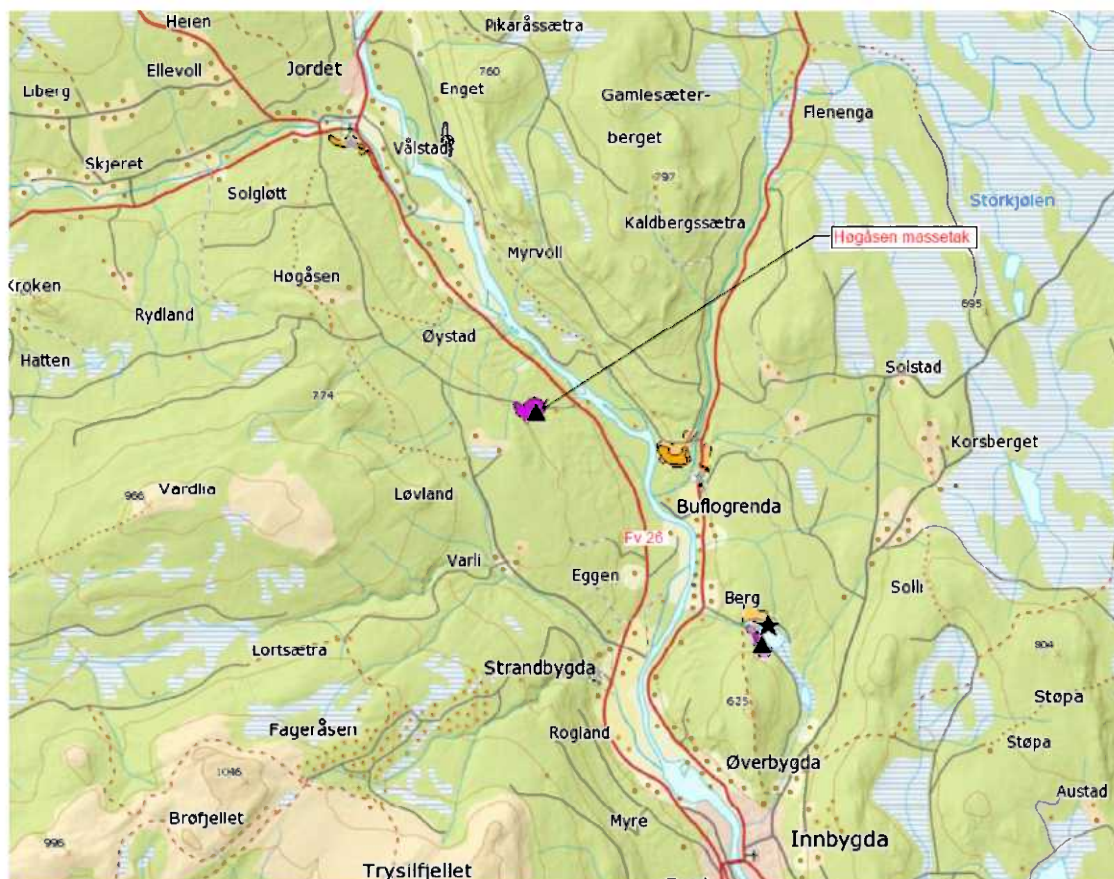 Heien
Pikaråssætra
Ellevoll
Jordet
760
Enget
Liberg
Gamlesæter-
berget
Flenenga
Vålstad
Skjeret
797
Solgløtt
Storkjølen
Kaldbergssætra
Høgåsen massetak
Myrvoll
Høgåsen
Kroken
695
Rydland
Øystad
Hatten
Solstad
774
Korsberget
Vardlia
966
Løvland
Buflogrenda
Fv 26
Varli
Eggen
Solli
Berg
Lortsætra
904
Strandbygda
Støpa
625
Fageråsen
Rogland
Støpa
Øverbygda
1046
Austad
Brøfjellet
Myre
996
Innbygda
Trysilfjellet